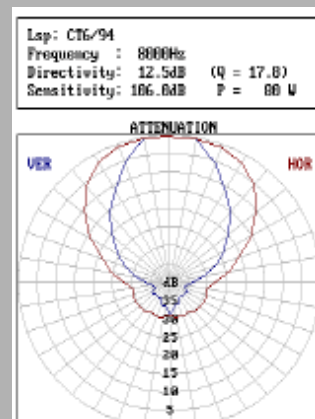 Lsp: CT6/94
Frequency : 8000Hz
Directivity: 12.5dB (Q = 17.8)
Sensitivity: 106.0dB P = 80 W
ATTENUATION
VER HOR
dB
35
30
25
20
15
10
5